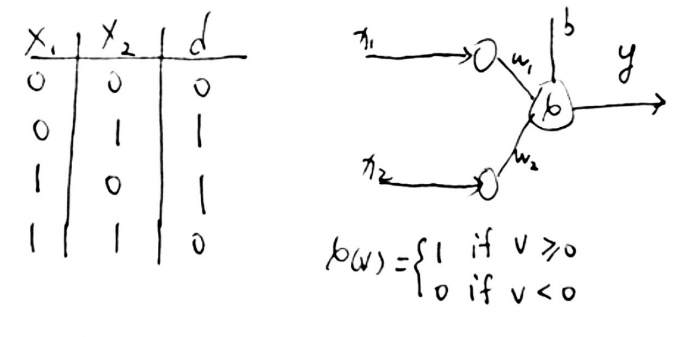 x₁ x₂ d
0 0 0
0 1 1
1 0 1
1 1 0
x₁ w₁ b y
φ
x₂ w₂
φ(v) = { 1 if v ⩾ 0
0 if v < 0